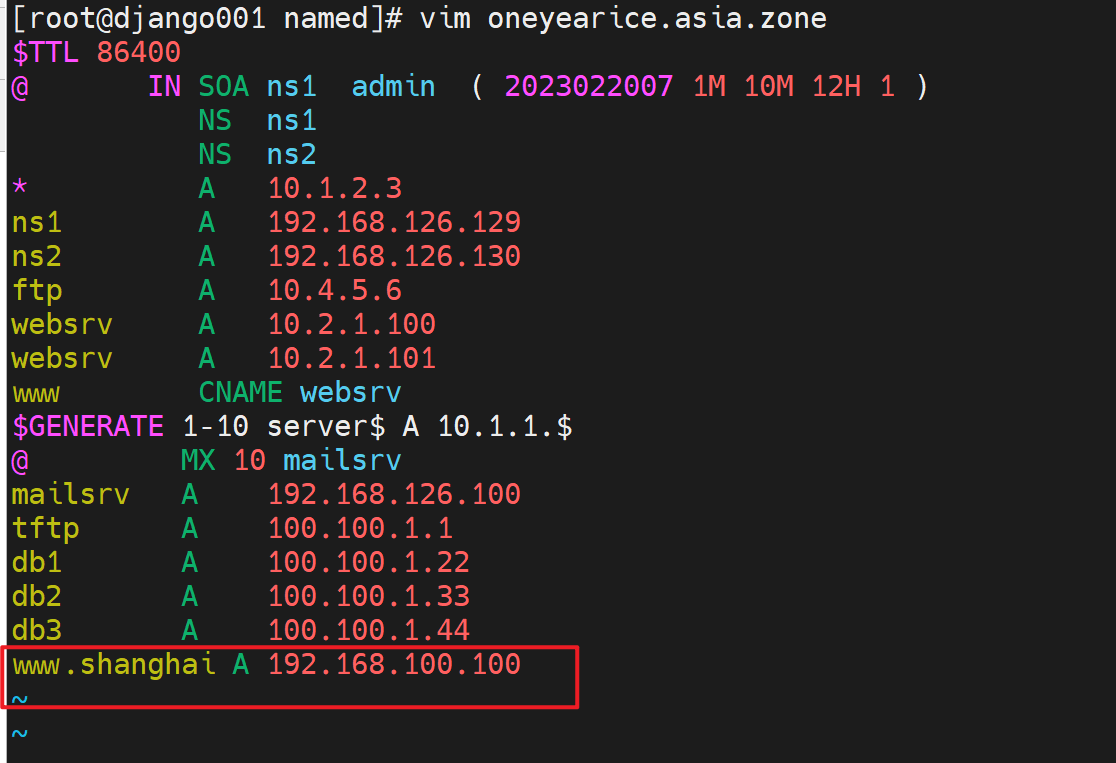 [root@django001 named]# vim oneyearice.asia.zone
$TTL 86400
@ IN SOA ns1 admin ( 2023022007 1M 10M 12H 1 )
NS ns1
NS ns2
* A 10.1.2.3
ns1 A 192.168.126.129
ns2 A 192.168.126.130
ftp A 10.4.5.6
websrv A 10.2.1.100
websrv A 10.2.1.101
www CNAME websrv
$GENERATE 1-10 server$ A 10.1.1.$
@ MX 10 mailsrv
mailsrv A 192.168.126.100
tftp A 100.100.1.1
db1 A 100.100.1.22
db2 A 100.100.1.33
db3 A 100.100.1.44
www.shanghai A 192.168.100.100
~
~